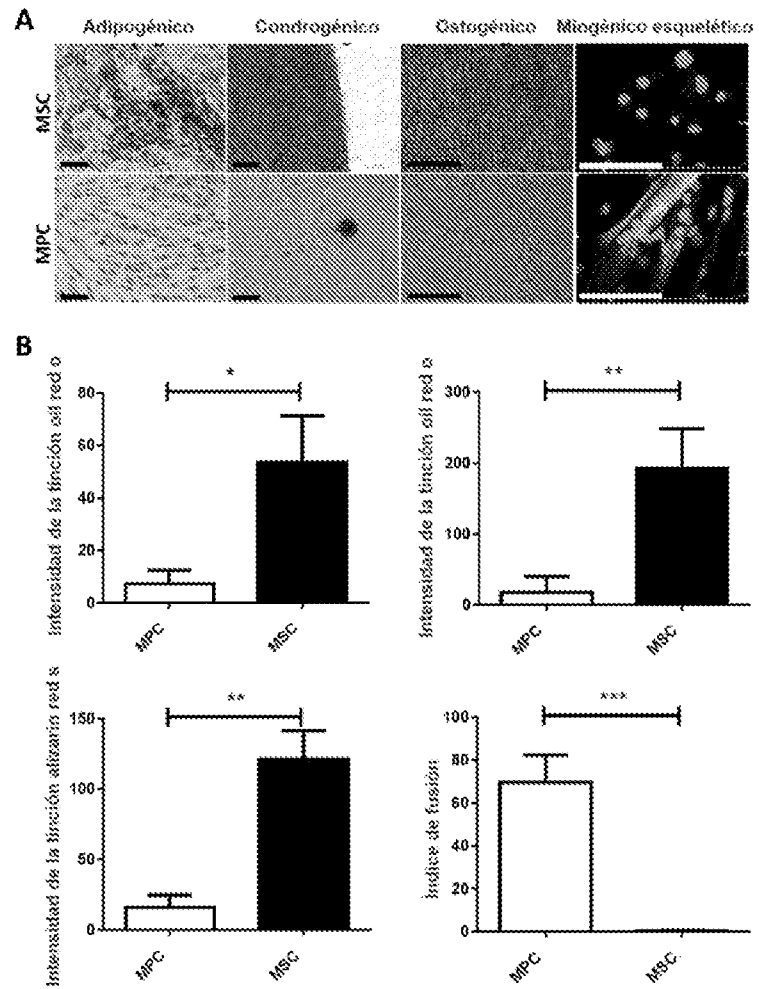 A
Adipogénico Condrogénico Ostogénico Miogénico esquelético
MSC
MPC
B
Intensidad de la tinción oil red o
80
60
40
20
0
*
MPC MSC
Intensidad de la tinción oil red o
300
200
100
0
**
MPC MSC
Intensidad de la tinción alizarin red s
150
100
50
0
**
MPC MSC
Índice de fusión
100
80
60
40
20
0
***
MPC MSC